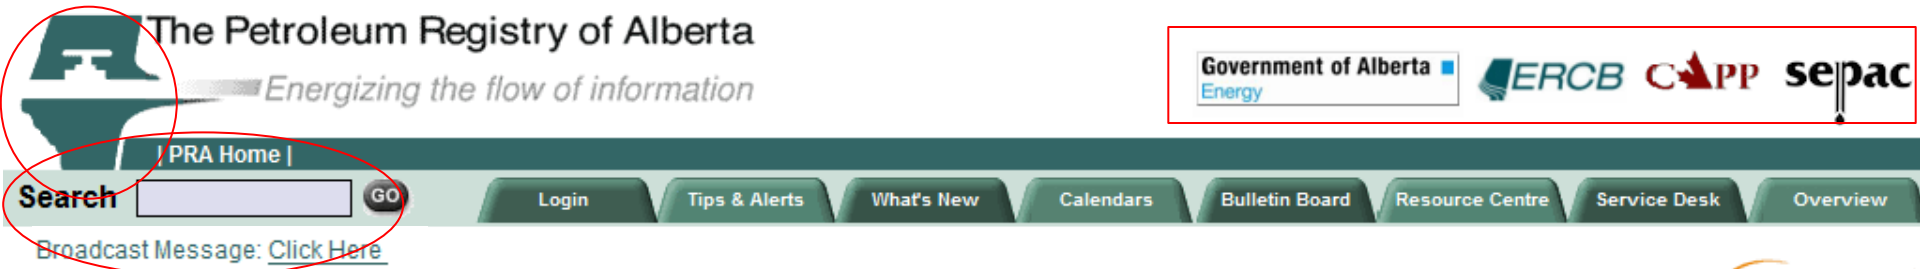 The Petroleum Registry of Alberta
Energizing the flow of information
Government of Alberta
Energy
ERCB
CAPP
sepac
| PRA Home |
Search
GO
Login
Tips & Alerts
What's New
Calendars
Bulletin Board
Resource Centre
Service Desk
Overview
Broadcast Message: Click Here